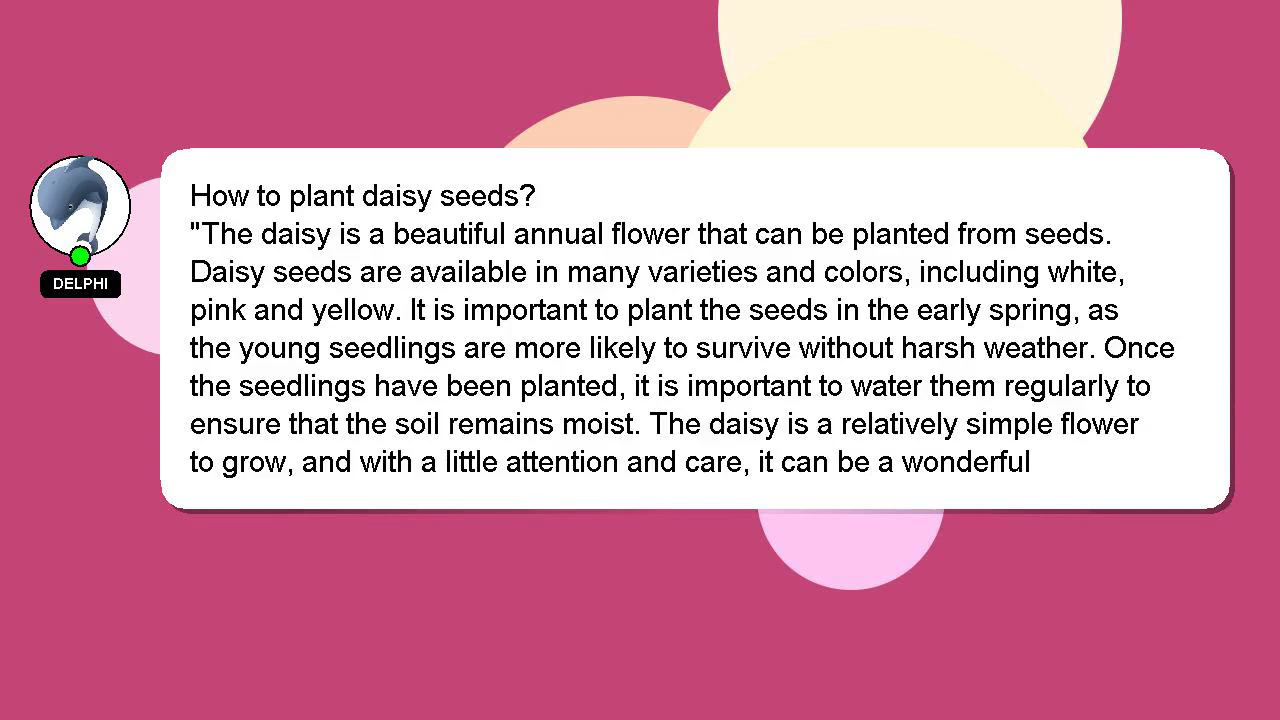 How to plant daisy seeds?
"The daisy is a beautiful annual flower that can be planted from seeds.
Daisy seeds are available in many varieties and colors, including white,
pink and yellow. It is important to plant the seeds in the early spring, as
the young seedlings are more likely to survive without harsh weather. Once
the seedlings have been planted, it is important to water them regularly to
ensure that the soil remains moist. The daisy is a relatively simple flower
to grow, and with a little attention and care, it can be a wonderful
DELPHI